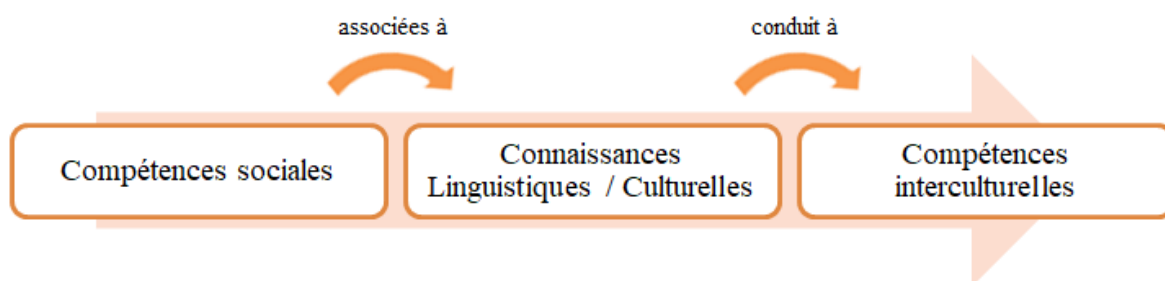 associées à
conduit à
Compétences sociales
Connaissances
Linguistiques / Culturelles
Compétences
interculturelles